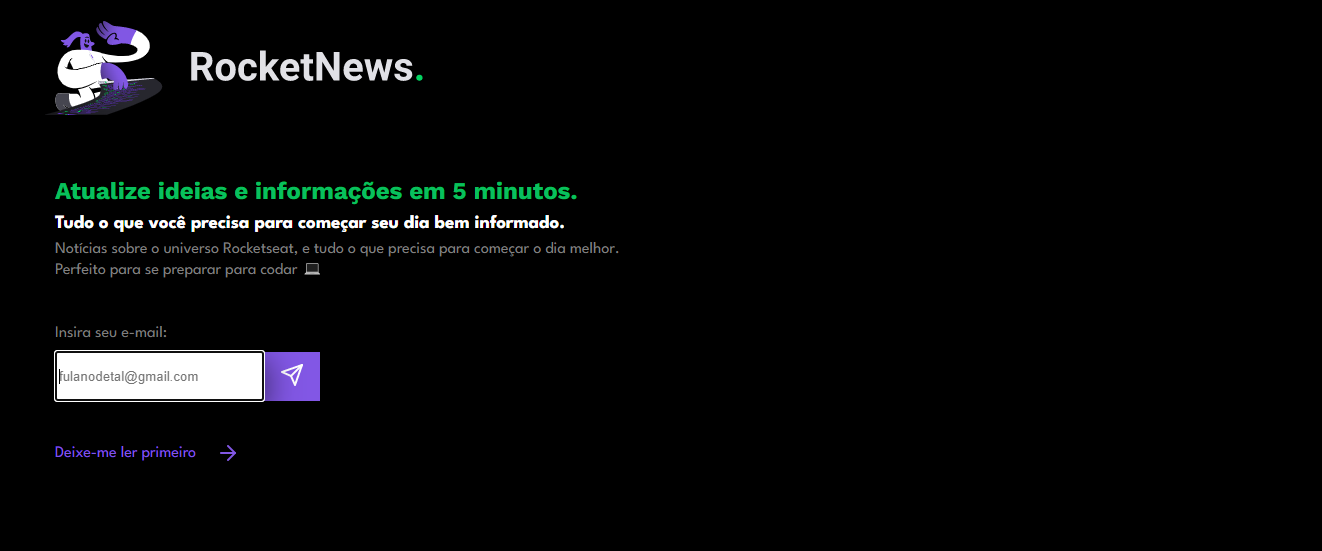 RocketNews.
Atualize ideias e informações em 5 minutos.
Tudo o que você precisa para começar seu dia bem informado.
Notícias sobre o universo Rocketseat, e tudo o que precisa para começar o dia melhor.
Perfeito para se preparar para codar 💻
Insira seu e-mail:
fulanodetal@gmail.com
Deixe-me ler primeiro